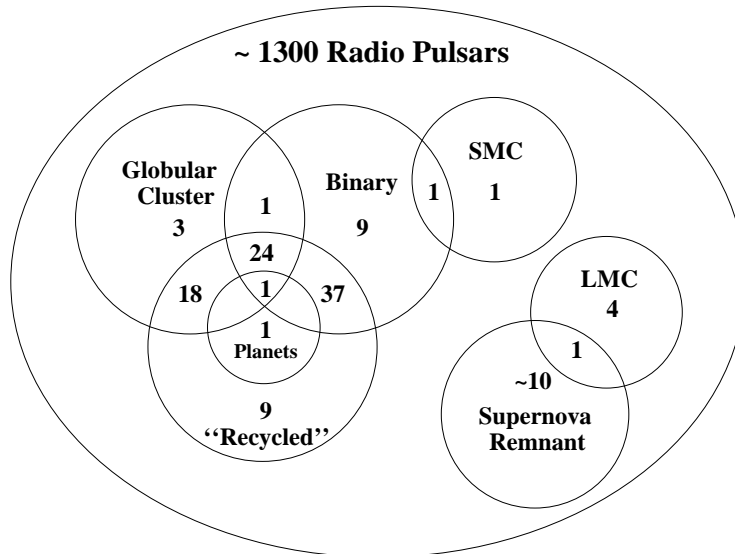 ~ 1300 Radio Pulsars
Globular
Cluster
3
1
Binary
9
1
SMC
1
24
18
1
37
1
Planets
9
‘‘Recycled’’
LMC
4
1
~10
Supernova
Remnant